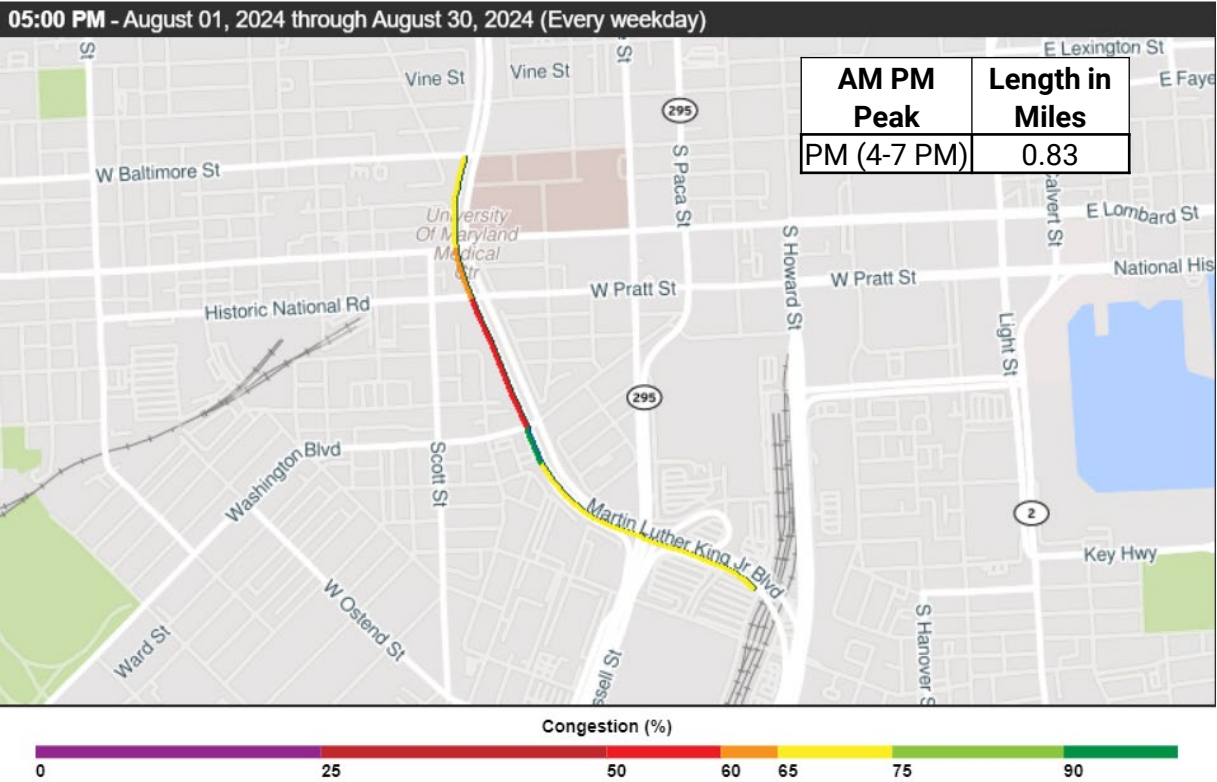 05:00 PM - August 01, 2024 through August 30, 2024 (Every weekday)
St
Vine St
Vine St
St
E Lexington St
E Faye
AM PM
Peak
Length in
Miles
PM (4-7 PM)
0.83
295
W Baltimore St
S Paca St
alvert St
E Lombard St
University
Of Maryland
Medical
Ctr
S Howard St
W Pratt St
W Pratt St
National His
Historic National Rd
Light St
295
Washington Blvd
Scott St
Martin Luther King Jr Blvd
2
Key Hwy
W Ostend St
Ward St
ssell St
S Hanover S
Congestion (%)
0 25 50 60 65 75 90